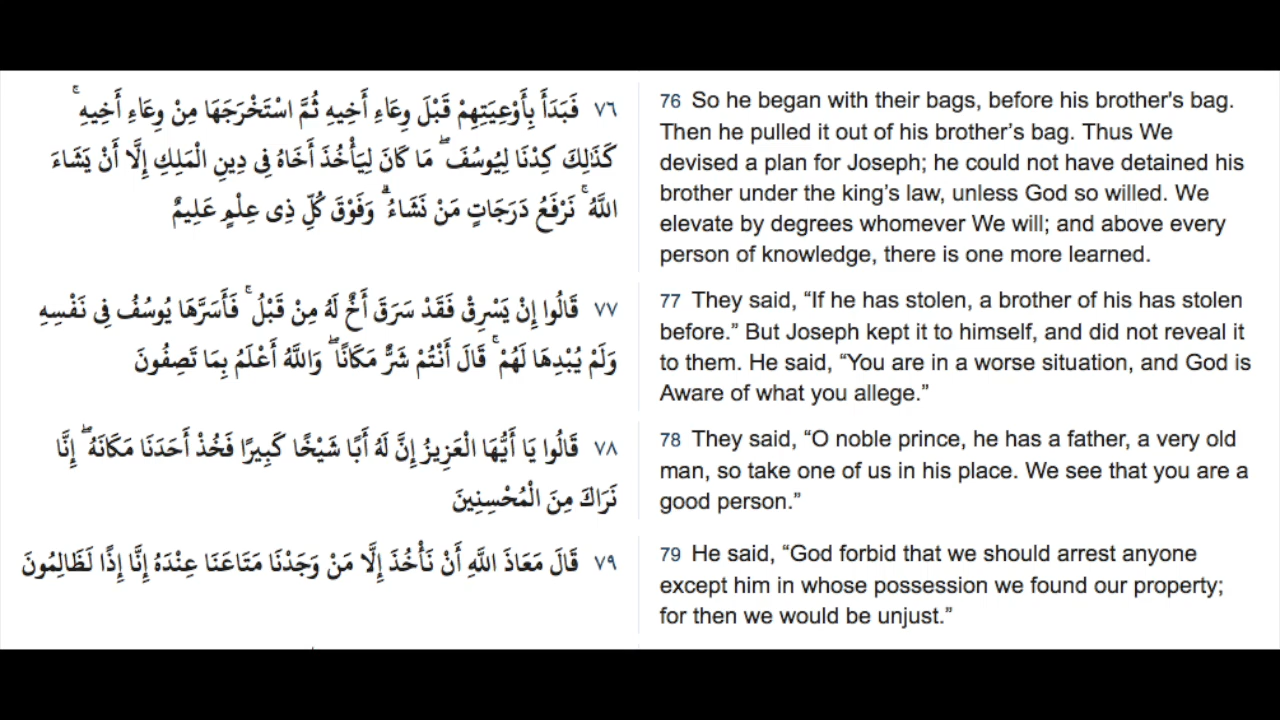 ٧٦ فَبَدَأَ بِأَوْعِيَتِهِمْ قَبْلَ وِعَاءِ أَخِيهِ ثُمَّ اسْتَخْرَجَهَا مِنْ وِعَاءِ أَخِيهِ ۚ
كَذَٰلِكَ كِدْنَا لِيُوسُفَ ۖ مَا كَانَ لِيَأْخُذَ أَخَاهُ فِى دِينِ الْمَلِكِ إِلَّا أَنْ يَشَاءَ
اللَّهُ ۚ نَرْفَعُ دَرَجَاتٍ مَنْ نَشَاءُ ۗ وَفَوْقَ كُلِّ ذِى عِلْمٍ عَلِيمٌ
٧٧ قَالُوا إِنْ يَسْرِقْ فَقَدْ سَرَقَ أَخٌ لَهُ مِنْ قَبْلُ ۚ فَأَسَرَّهَا يُوسُفُ فِى نَفْسِهِ
وَلَمْ يُبْدِهَا لَهُمْ ۚ قَالَ أَنْتُمْ شَرٌّ مَكَانًا ۖ وَاللَّهُ أَعْلَمُ بِمَا تَصِفُونَ
٧٨ قَالُوا يَا أَيُّهَا الْعَزِيزُ إِنَّ لَهُ أَبًا شَيْخًا كَبِيرًا فَخُذْ أَحَدَنَا مَكَانَهُ ۖ إِنَّا
نَرَاكَ مِنَ الْمُحْسِنِينَ
٧٩ قَالَ مَعَاذَ اللَّهِ أَنْ نَأْخُذَ إِلَّا مَنْ وَجَدْنَا مَتَاعَنَا عِنْدَهُ إِنَّا إِذًا لَظَالِمُونَ
76 So he began with their bags, before his brother's bag.
Then he pulled it out of his brother’s bag. Thus We
devised a plan for Joseph; he could not have detained his
brother under the king’s law, unless God so willed. We
elevate by degrees whomever We will; and above every
person of knowledge, there is one more learned.
77 They said, “If he has stolen, a brother of his has stolen
before.” But Joseph kept it to himself, and did not reveal it
to them. He said, “You are in a worse situation, and God is
Aware of what you allege.”
78 They said, “O noble prince, he has a father, a very old
man, so take one of us in his place. We see that you are a
good person.”
79 He said, “God forbid that we should arrest anyone
except him in whose possession we found our property;
for then we would be unjust.”